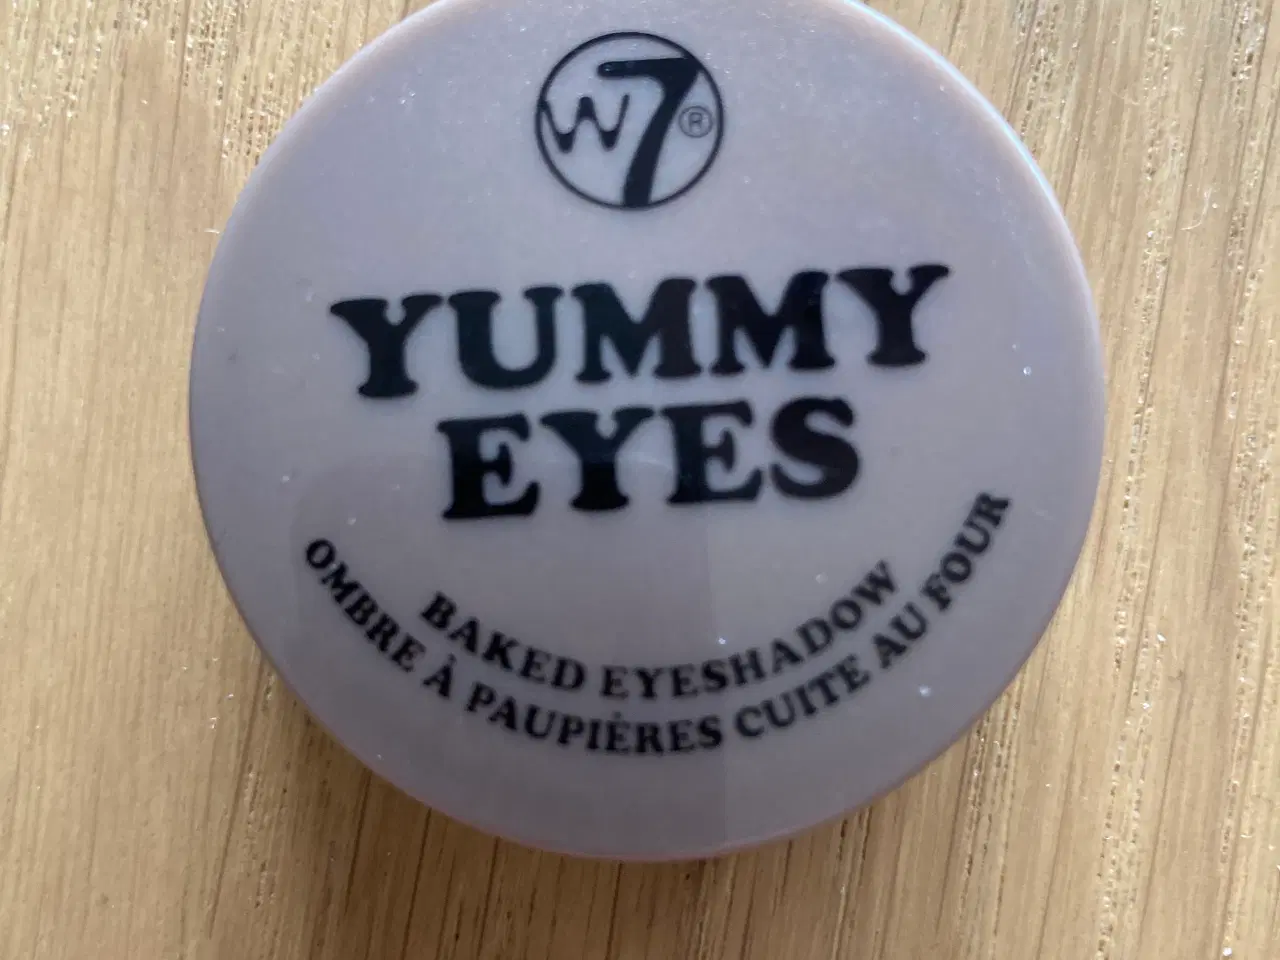 W7®
YUMMY
EYES
BAKED EYESHADOW
OMBRE À PAUPIÈRES CUITE AU FOUR